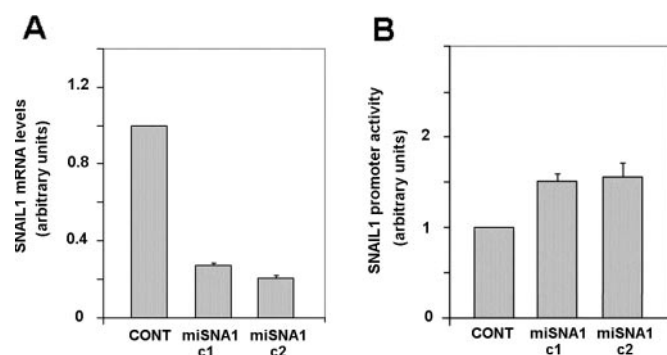 A
SNAIL1 mRNA levels
(arbitrary units)
1.2
0.8
0.4
0
CONT
miSNA1
c1
miSNA1
c2
B
SNAIL1 promoter activity
(arbitrary units)
2
1
0
CONT
miSNA1
c1
miSNA1
c2